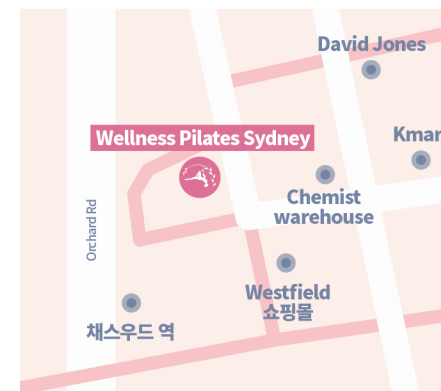 David Jones
Wellness Pilates Sydney
Kmar
Chemist
warehouse
Orchard Rd
Westfield
쇼핑몰
채스우드 역